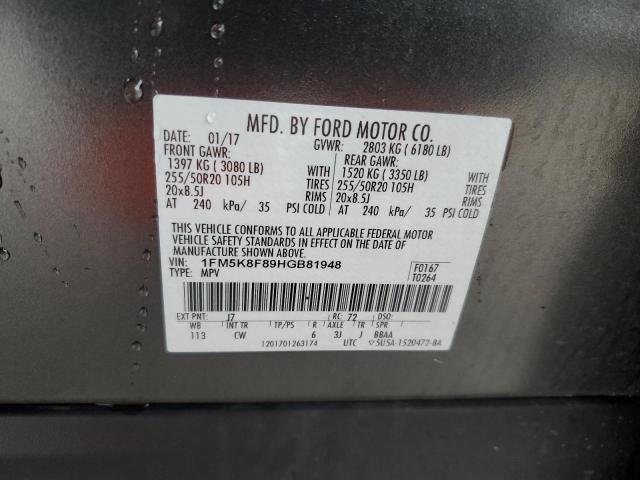 MFD. BY FORD MOTOR CO.
DATE: 01/17 GVWR: 2803 KG ( 6180 LB)
FRONT GAWR: REAR GAWR:
1397 KG ( 3080 LB) WITH 1520 KG ( 3350 LB) WITH
255/50R20 105H TIRES 255/50R20 105H TIRES
20x8.5J RIMS 20x8.5J RIMS
AT 240 kPa/ 35 PSI COLD AT 240 kPa/ 35 PSI COLD
THIS VEHICLE CONFORMS TO ALL APPLICABLE FEDERAL MOTOR
VEHICLE SAFETY STANDARDS IN EFFECT ON THE DATE OF
MANUFACTURE SHOWN ABOVE.
VIN: 1FM5K8F89HGB81948 F0167
TYPE: MPV T0264
EXT PNT: J7 RC: 72 DSO:
WB INT TR TP/PS R AXLE TR SPR
113 CW 6 3J J BBAA
1201701263174 UTC ▽5U5A-1520472-BA